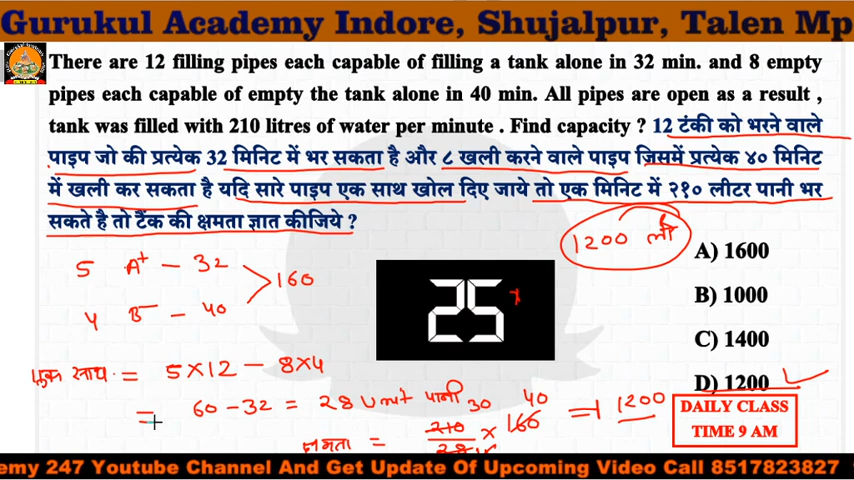 Gurukul Academy Indore, Shujalpur, Talen Mp
There are 12 filling pipes each capable of filling a tank alone in 32 min. and 8 empty
pipes each capable of empty the tank alone in 40 min. All pipes are open as a result ,
tank was filled with 210 litres of water per minute . Find capacity ? 12 टंकी को भरने वाले
पाइप जो की प्रत्येक 32 मिनिट में भर सकता है और ८ खली करने वाले पाइप जिसमें प्रत्येक ४० मिनिट
में खली कर सकता है यदि सारे पाइप एक साथ खोल दिए जाये तो एक मिनिट में २१० लीटर पानी भर
सकते है तो टैंक की क्षमता ज्ञात कीजिये ?
1200 ली
A) 1600
B) 1000
C) 1400
D) 1200
5 A+ – 32
160
4 B- – 40
25
एक साथ = 5×12 – 8×4
= 60-32 = 28 Unit पानी
30 40
क्षमता = 210/28 × 160 = 1200
DAILY CLASS
TIME 9 AM
emy 247 Youtube Channel And Get Update Of Upcoming Video Call 8517823827